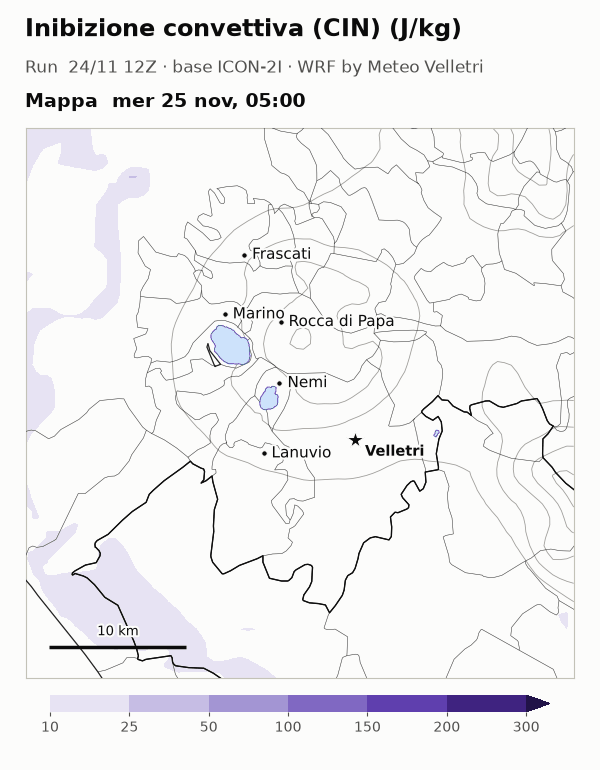 Inibizione convettiva (CIN) (J/kg)
Run  24/11 12Z · base ICON-2I · WRF by Meteo Velletri
Mappa  mer 25 nov, 05:00
Frascati
Marino
Rocca di Papa
Nemi
Velletri
Lanuvio
10 km
10 25 50 100 150 200 300